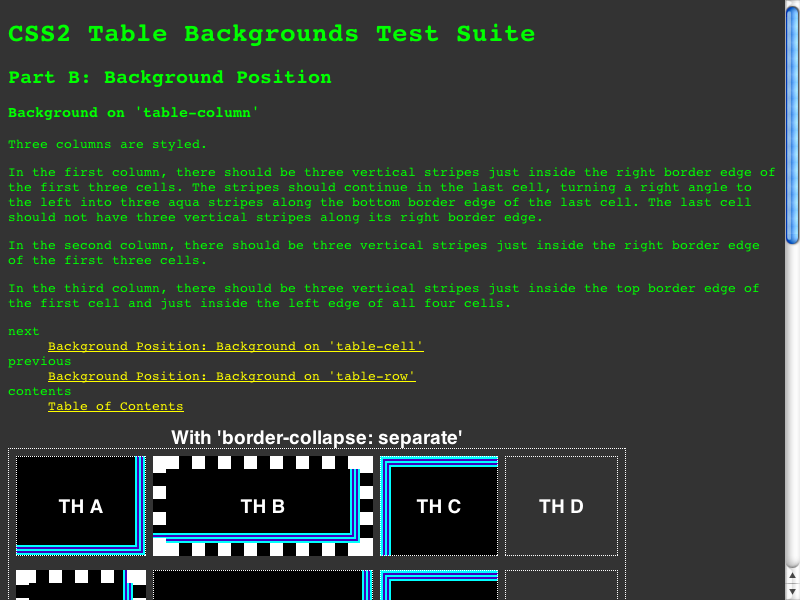 CSS2 Table Backgrounds Test Suite
Part B: Background Position
Background on 'table-column'
Three columns are styled.
In the first column, there should be three vertical stripes just inside the right border edge of
the first three cells. The stripes should continue in the last cell, turning a right angle to
the left into three aqua stripes along the bottom border edge of the last cell. The last cell
should not have three vertical stripes along its right border edge.
In the second column, there should be three vertical stripes just inside the right border edge
of the first three cells.
In the third column, there should be three vertical stripes just inside the top border edge of
the first cell and just inside the left edge of all four cells.
next
Background Position: Background on 'table-cell'
previous
Background Position: Background on 'table-row'
contents
Table of Contents
With 'border-collapse: separate'
TH A TH B TH C TH D